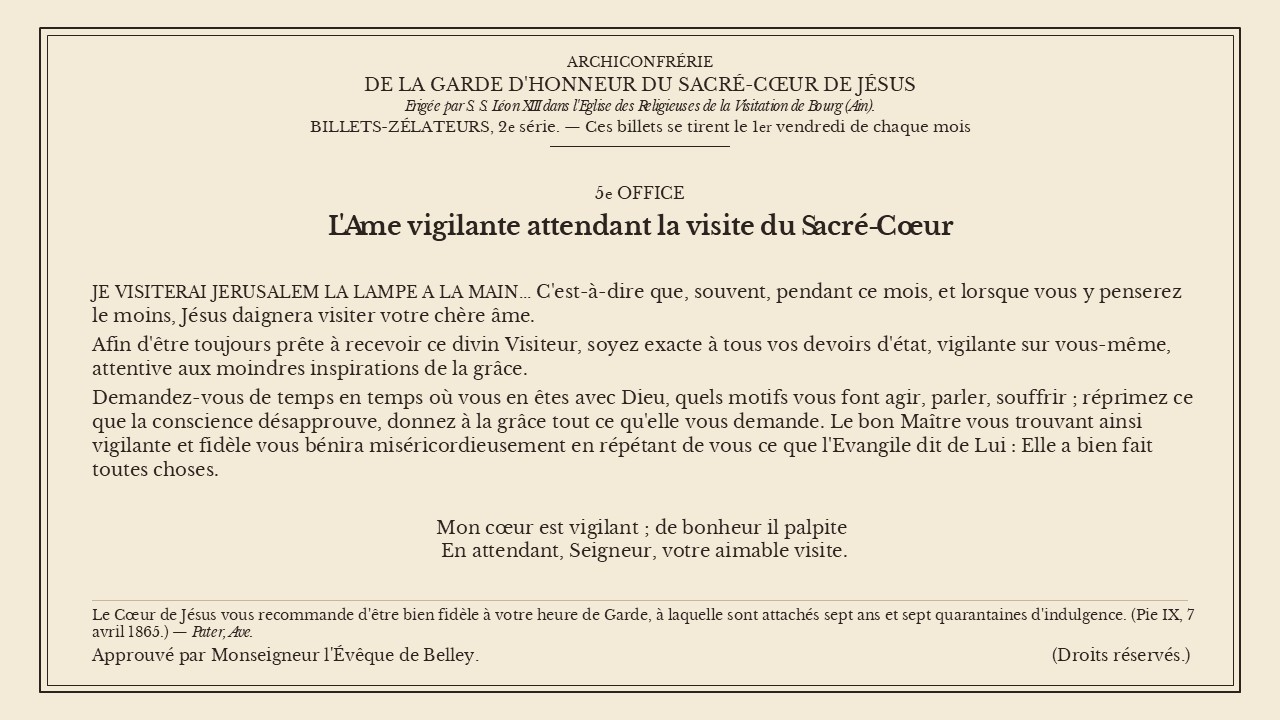 ARCHICONFRÉRIE
DE LA GARDE D'HONNEUR DU SACRÉ-CŒUR DE JÉSUS
Erigée par S. S. Léon XIII dans l'Eglise des Religieuses de la Visitation de Bourg (Ain).
BILLETS-ZÉLATEURS, 2e série. — Ces billets se tirent le 1er vendredi de chaque mois
5e OFFICE
L'Ame vigilante attendant la visite du Sacré-Cœur
JE VISITERAI JERUSALEM LA LAMPE A LA MAIN... C'est-à-dire que, souvent, pendant ce mois, et lorsque vous y penserez
le moins, Jésus daignera visiter votre chère âme.
Afin d'être toujours prête à recevoir ce divin Visiteur, soyez exacte à tous vos devoirs d'état, vigilante sur vous-même,
attentive aux moindres inspirations de la grâce.
Demandez-vous de temps en temps où vous en êtes avec Dieu, quels motifs vous font agir, parler, souffrir ; réprimez ce
que la conscience désapprouve, donnez à la grâce tout ce qu'elle vous demande. Le bon Maître vous trouvant ainsi
vigilante et fidèle vous bénira miséricordieusement en répétant de vous ce que l'Evangile dit de Lui : Elle a bien fait
toutes choses.
Mon cœur est vigilant ; de bonheur il palpite
En attendant, Seigneur, votre aimable visite.
Le Cœur de Jésus vous recommande d'être bien fidèle à votre heure de Garde, à laquelle sont attachés sept ans et sept quarantaines d'indulgence. (Pie IX, 7
avril 1865.) — Pater, Ave.
Approuvé par Monseigneur l'Évêque de Belley. (Droits réservés.)